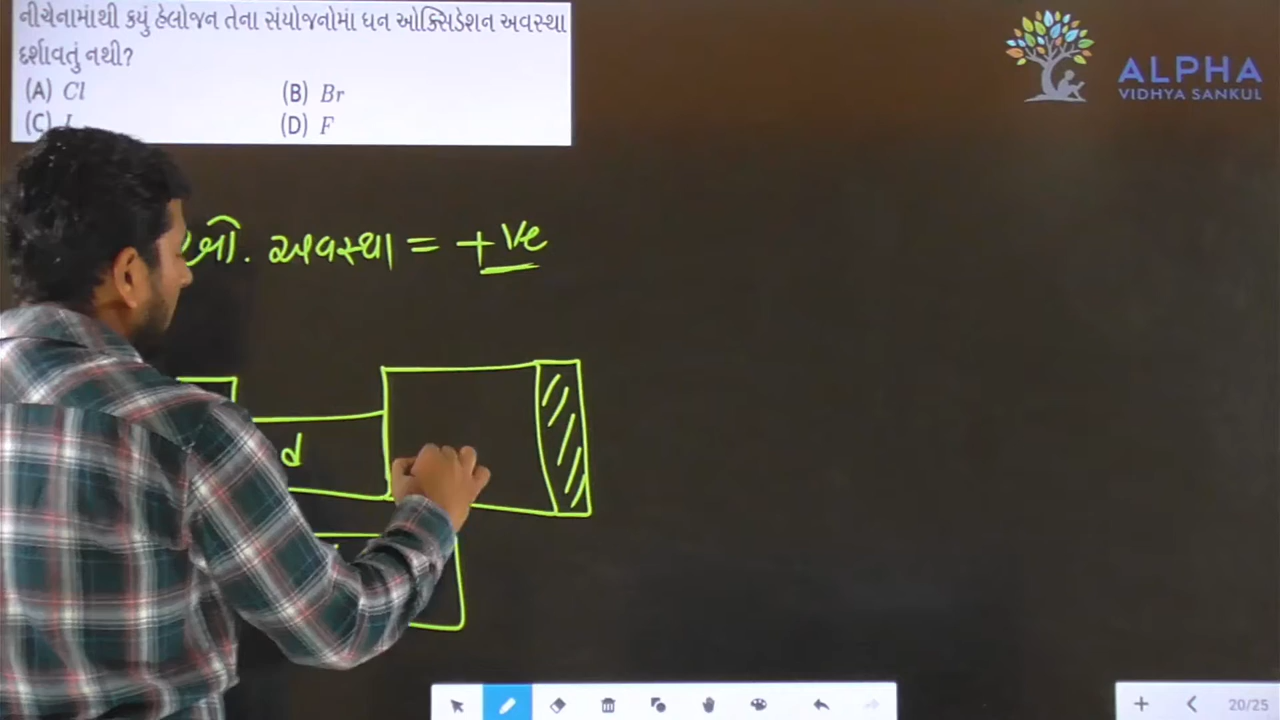 નીચેનામાંથી કયું હેલોજન તેના સંયોજનોમાં ધન ઓક્સિડેશન અવસ્થા
દર્શાવતું નથી?
(A) Cl (B) Br
(C) (D) F
ALPHA
VIDHYA SANKUL
ઓ. અવસ્થા = +ve
d
20/25